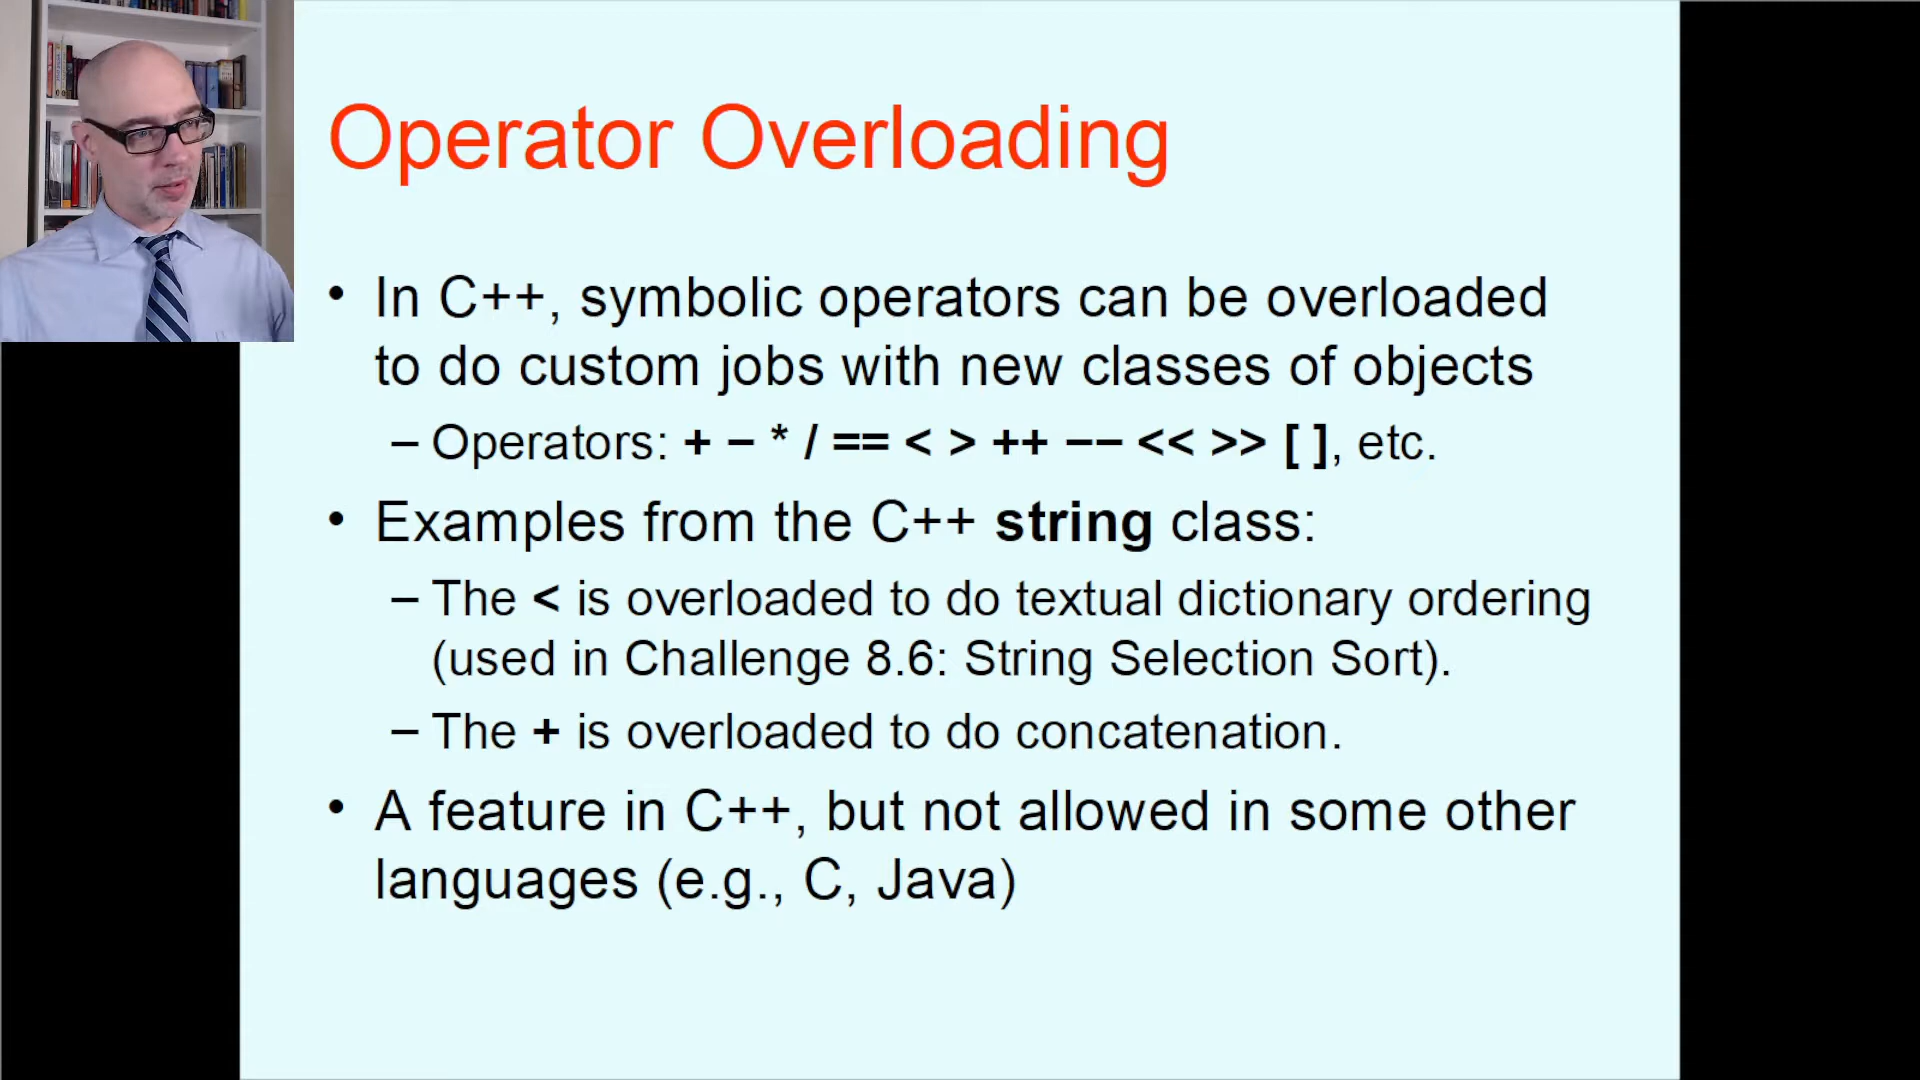 Operator Overloading
• In C++, symbolic operators can be overloaded
to do custom jobs with new classes of objects
– Operators: + − * / == < > ++ −− << >> [ ], etc.
• Examples from the C++ string class:
– The < is overloaded to do textual dictionary ordering
(used in Challenge 8.6: String Selection Sort).
– The + is overloaded to do concatenation.
• A feature in C++, but not allowed in some other
languages (e.g., C, Java)